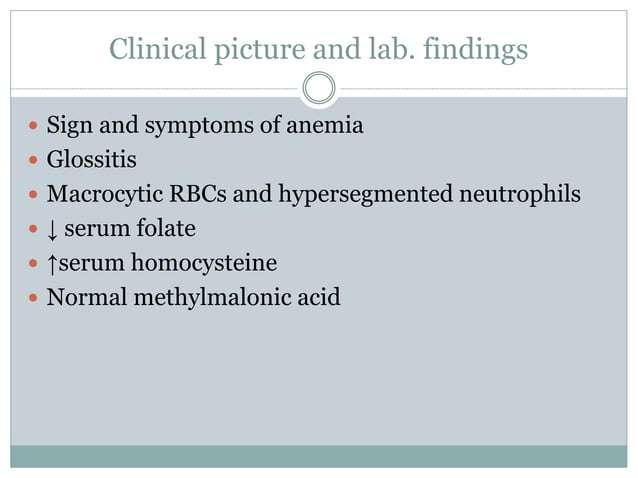 Clinical picture and lab. findings
• Sign and symptoms of anemia
• Glossitis
• Macrocytic RBCs and hypersegmented neutrophils
• ↓ serum folate
• ↑serum homocysteine
• Normal methylmalonic acid